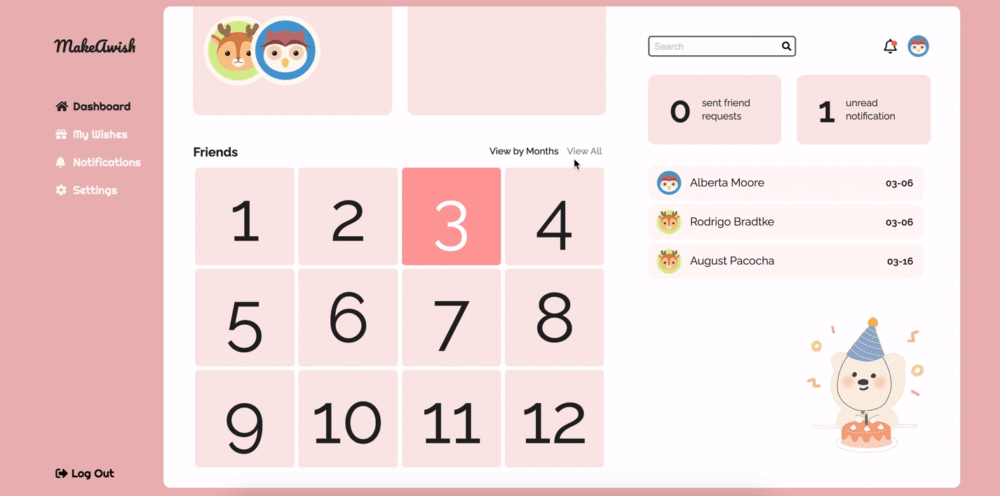 MakeAwish
Dashboard
My Wishes
Notifications
Settings
Log Out
Friends
View by Months View All
1 2 3 4
5 6 7 8
9 10 11 12
Search
0 sent friend
requests
1 unread
notification
Alberta Moore 03-06
Rodrigo Bradtke 03-06
August Pacocha 03-16